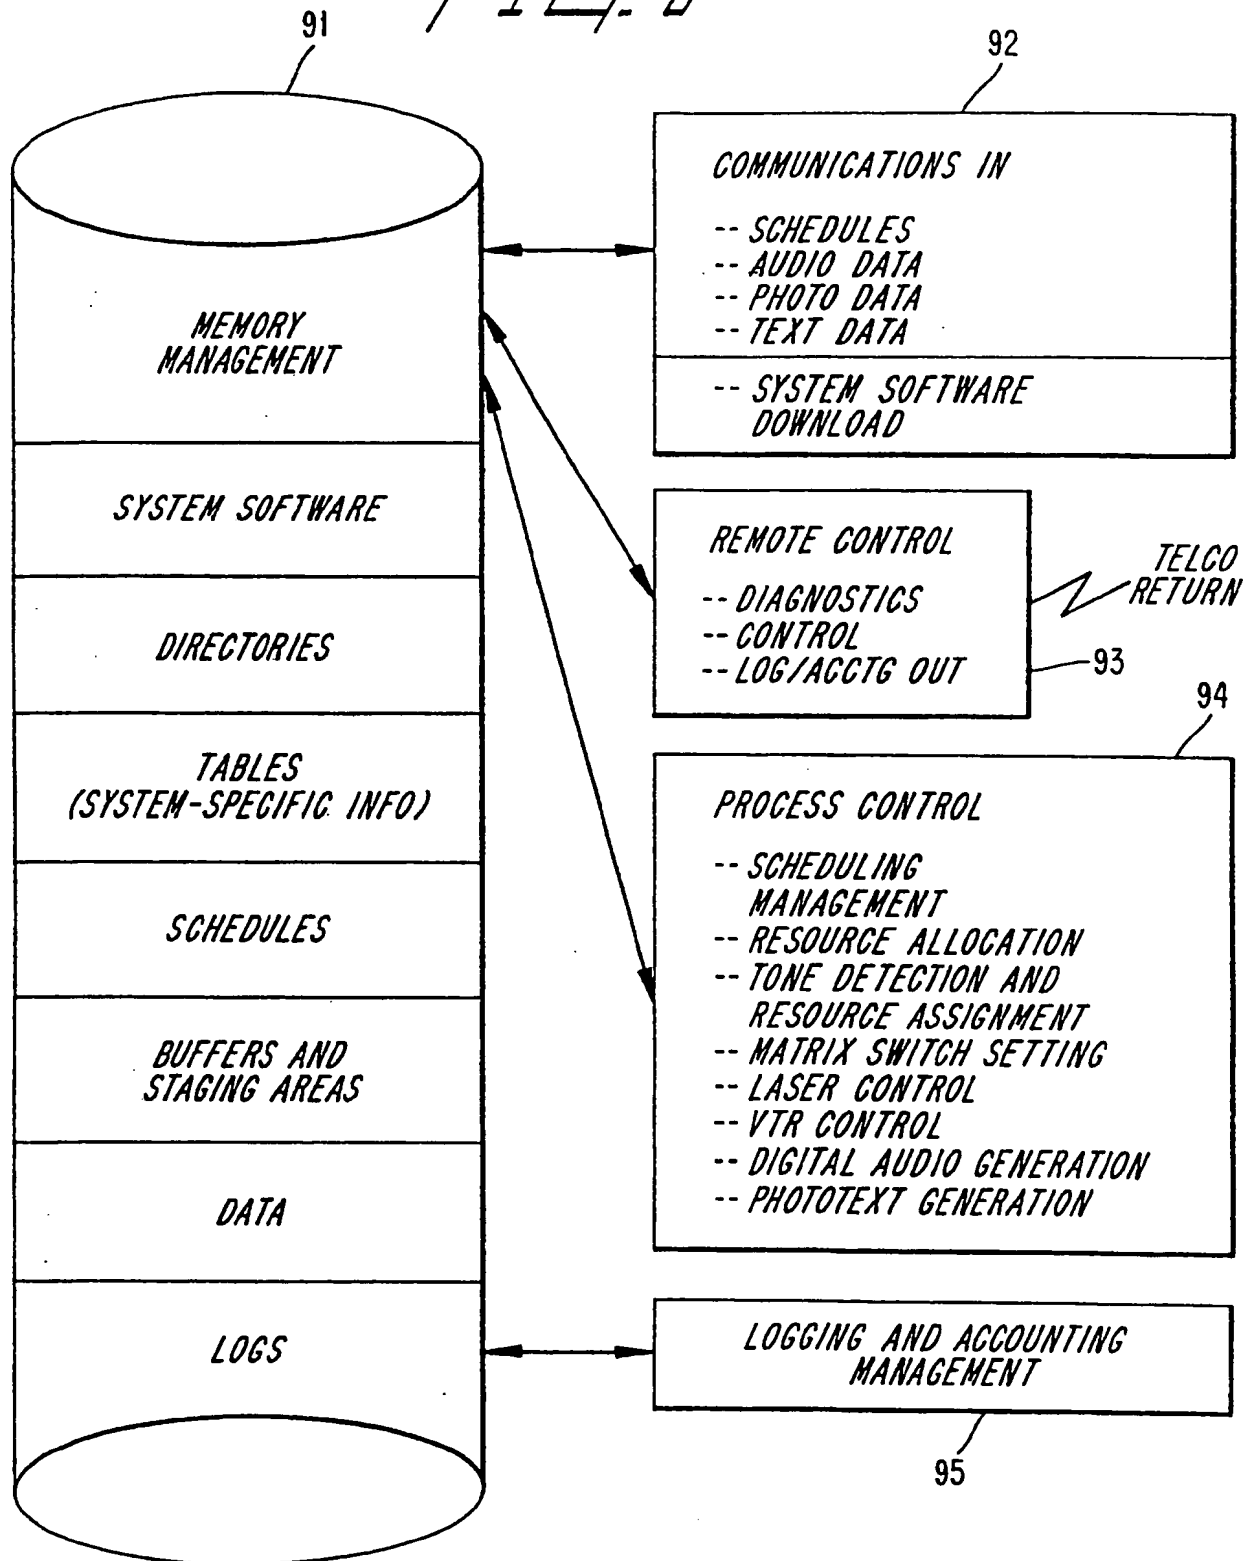 91
MEMORY
MANAGEMENT
SYSTEM SOFTWARE
DIRECTORIES
TABLES
(SYSTEM-SPECIFIC INFO)
SCHEDULES
BUFFERS AND
STAGING AREAS
DATA
LOGS
92
COMMUNICATIONS IN
-- SCHEDULES
-- AUDIO DATA
-- PHOTO DATA
-- TEXT DATA
-- SYSTEM SOFTWARE
DOWNLOAD
REMOTE CONTROL
-- DIAGNOSTICS
-- CONTROL
-- LOG/ACCTG OUT
TELCO
RETURN
93
94
PROCESS CONTROL
-- SCHEDULING
MANAGEMENT
-- RESOURCE ALLOCATION
-- TONE DETECTION AND
RESOURCE ASSIGNMENT
-- MATRIX SWITCH SETTING
-- LASER CONTROL
-- VTR CONTROL
-- DIGITAL AUDIO GENERATION
-- PHOTOTEXT GENERATION
LOGGING AND ACCOUNTING
MANAGEMENT
95